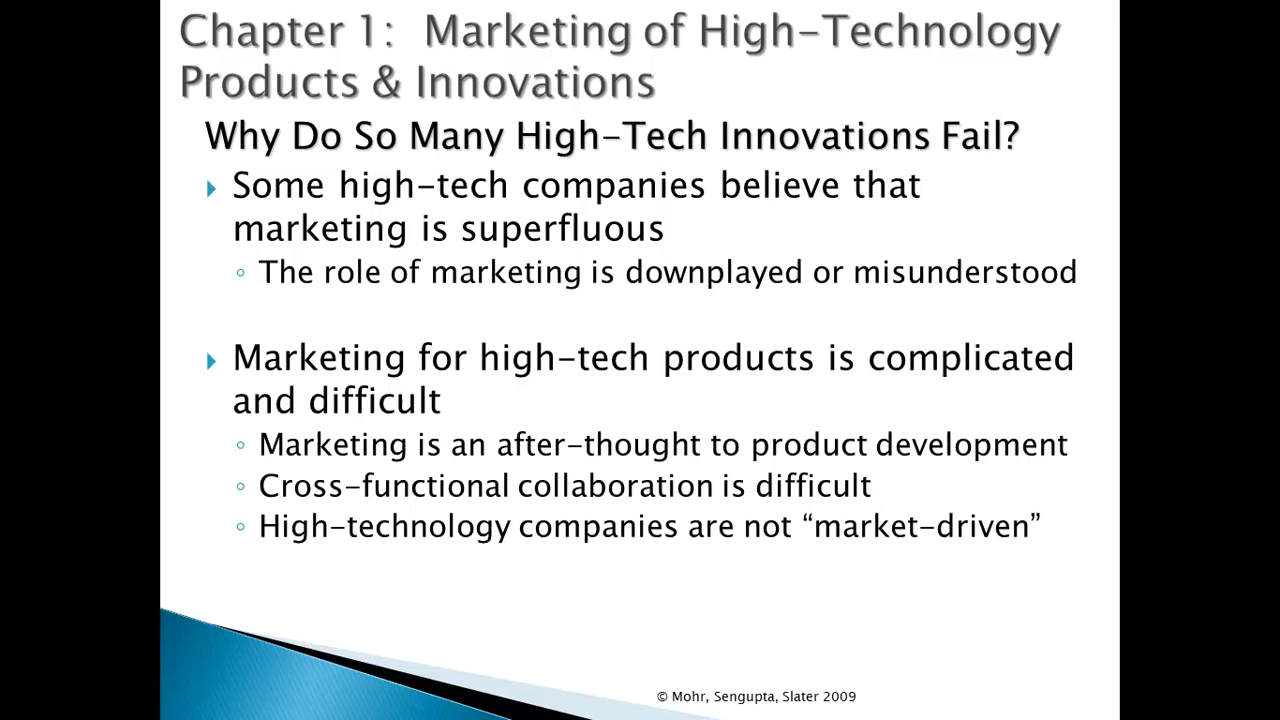 Chapter 1: Marketing of High-Technology
Products & Innovations
Why Do So Many High-Tech Innovations Fail?
Some high-tech companies believe that
marketing is superfluous
The role of marketing is downplayed or misunderstood
Marketing for high-tech products is complicated
and difficult
Marketing is an after-thought to product development
Cross-functional collaboration is difficult
High-technology companies are not “market-driven”
© Mohr, Sengupta, Slater 2009